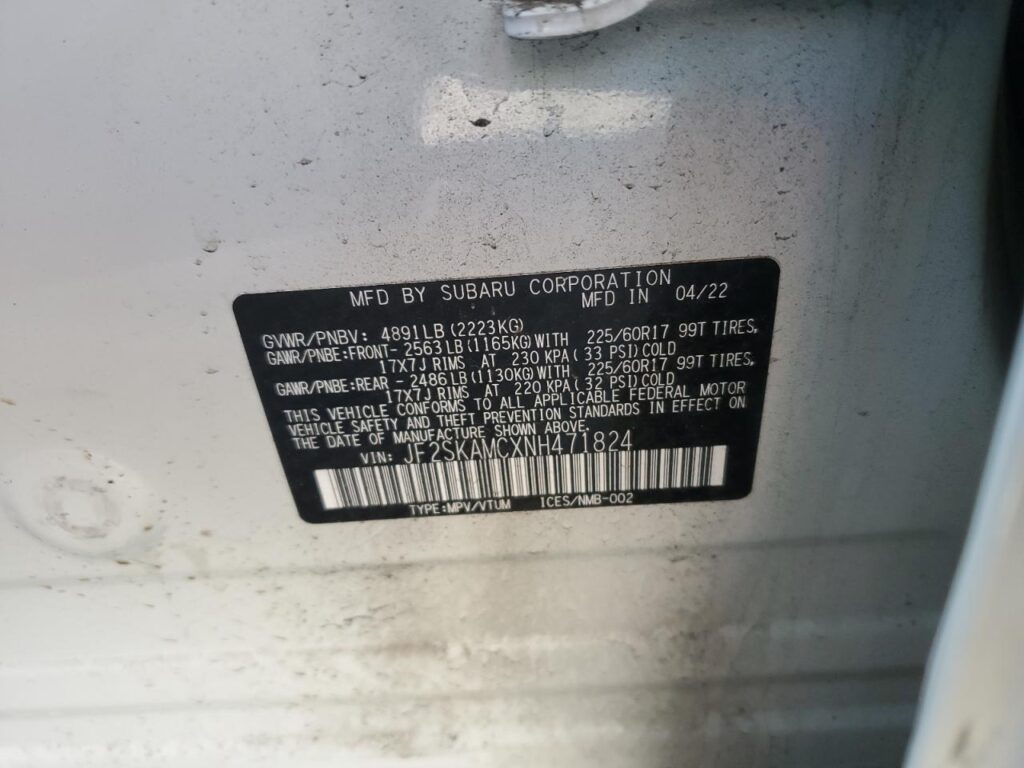 MFD BY SUBARU CORPORATION
MFD IN 04/22
GVWR/PNBV: 4891LB(2223KG)
GAWR/PNBE:FRONT- 2563LB(1165KG)WITH 225/60R17 99T TIRES,
17X7J RIMS AT 230 KPA(33 PSI)COLD
GAWR/PNBE:REAR - 2486LB(1130KG)WITH 225/60R17 99T TIRES,
17X7J RIMS AT 220 KPA(32 PSI)COLD
THIS VEHICLE CONFORMS TO ALL APPLICABLE FEDERAL MOTOR
VEHICLE SAFETY AND THEFT PREVENTION STANDARDS IN EFFECT ON
THE DATE OF MANUFACTURE SHOWN ABOVE.
VIN: JF2SKAMCXNH471824
TYPE:MPV/VTUM ICES/NMB-002